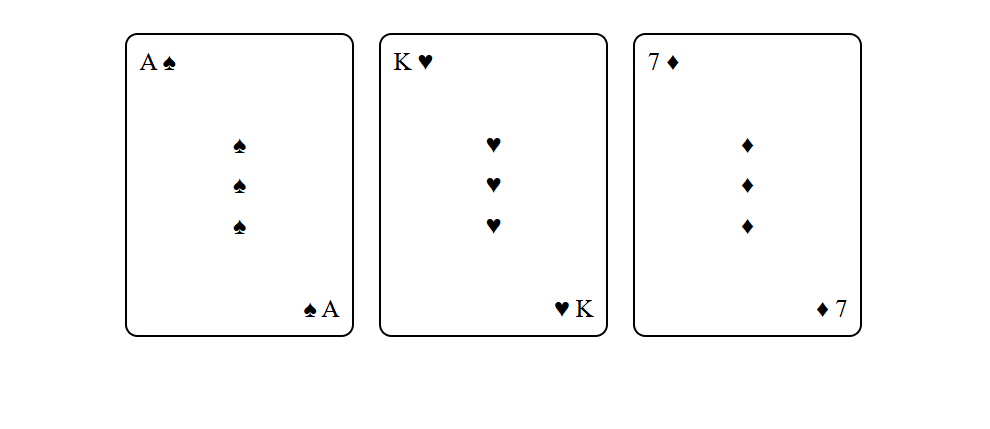 A ♠
♠
♠
♠
♠ A
K ♥
♥
♥
♥
♥ K
7 ♦
♦
♦
♦
♦ 7